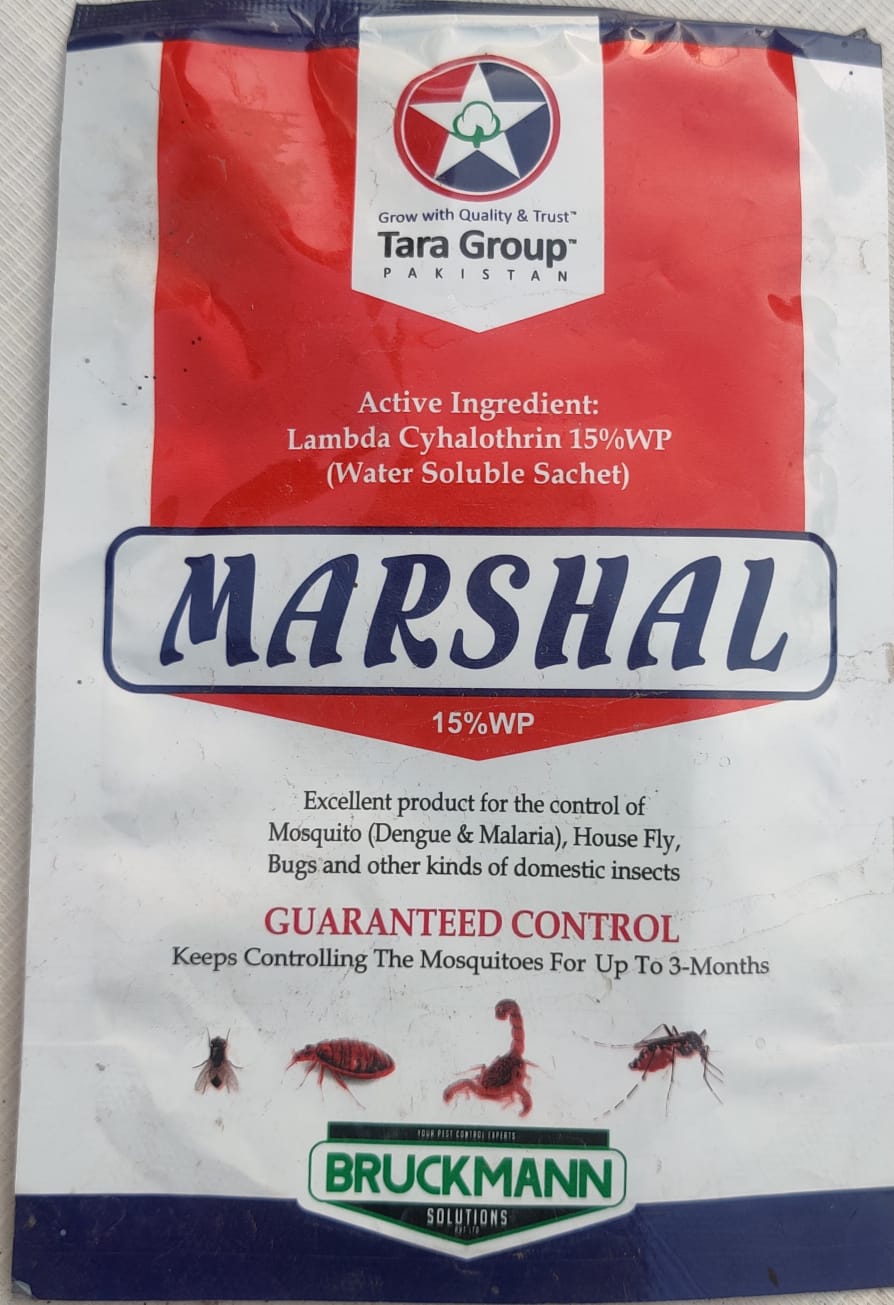 Grow with Quality & Trust™
Tara Group™
PAKISTAN
Active Ingredient:
Lambda Cyhalothrin 15%WP
(Water Soluble Sachet)
MARSHAL
15%WP
Excellent product for the control of
Mosquito (Dengue & Malaria), House Fly,
Bugs and other kinds of domestic insects
GUARANTEED CONTROL
Keeps Controlling The Mosquitoes For Up To 3-Months
YOUR PEST CONTROL EXPERTS
BRUCKMANN
SOLUTIONS
PVT LTD